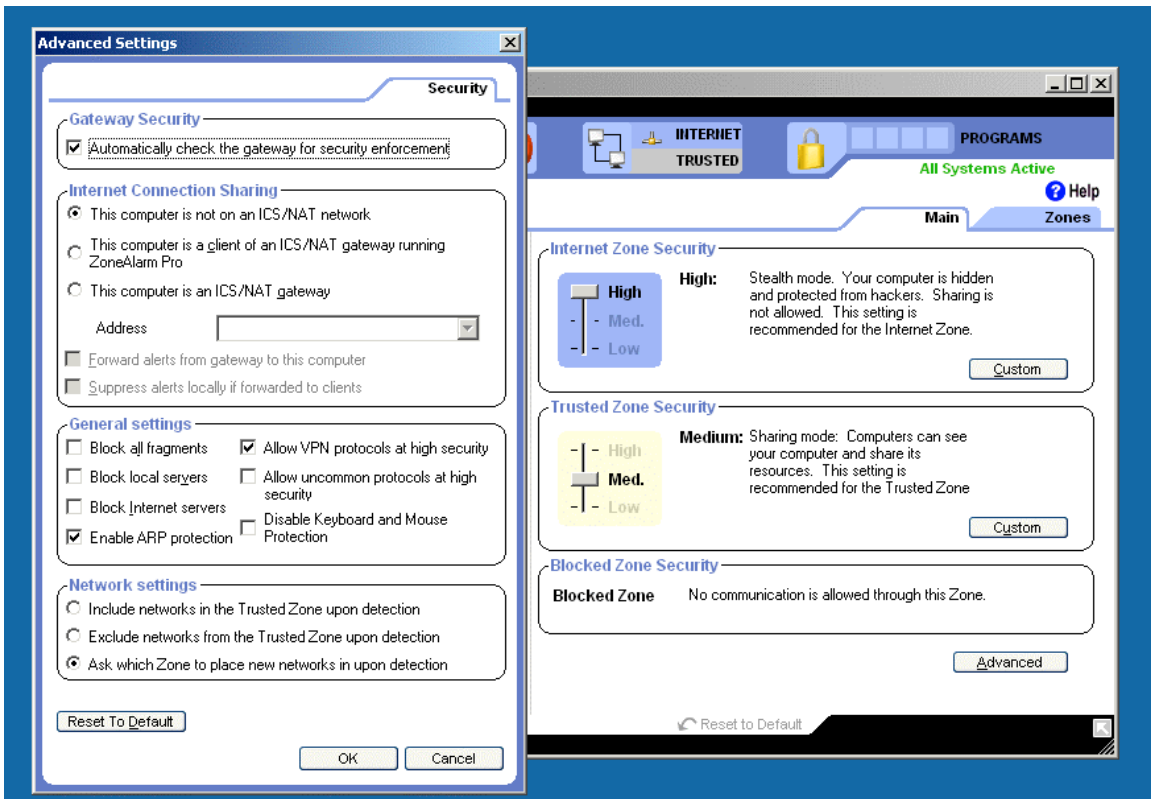 Advanced Settings
Security
Gateway Security
Automatically check the gateway for security enforcement
Internet Connection Sharing
This computer is not on an ICS/NAT network
This computer is a client of an ICS/NAT gateway running
ZoneAlarm Pro
This computer is an ICS/NAT gateway
Address
Forward alerts from gateway to this computer
Suppress alerts locally if forwarded to clients
General settings
Block all fragments
Allow VPN protocols at high security
Block local servers
Allow uncommon protocols at high
security
Block Internet servers
Disable Keyboard and Mouse
Protection
Enable ARP protection
Network settings
Include networks in the Trusted Zone upon detection
Exclude networks from the Trusted Zone upon detection
Ask which Zone to place new networks in upon detection
Reset To Default
OK
Cancel
INTERNET
TRUSTED
PROGRAMS
All Systems Active
Help
Main
Zones
Internet Zone Security
High
Med.
Low
High:
Stealth mode. Your computer is hidden
and protected from hackers. Sharing is
not allowed. This setting is
recommended for the Internet Zone.
Custom
Trusted Zone Security
High
Med.
Low
Medium:
Sharing mode: Computers can see
your computer and share its
resources. This setting is
recommended for the Trusted Zone
Custom
Blocked Zone Security
Blocked Zone
No communication is allowed through this Zone.
Advanced
Reset to Default